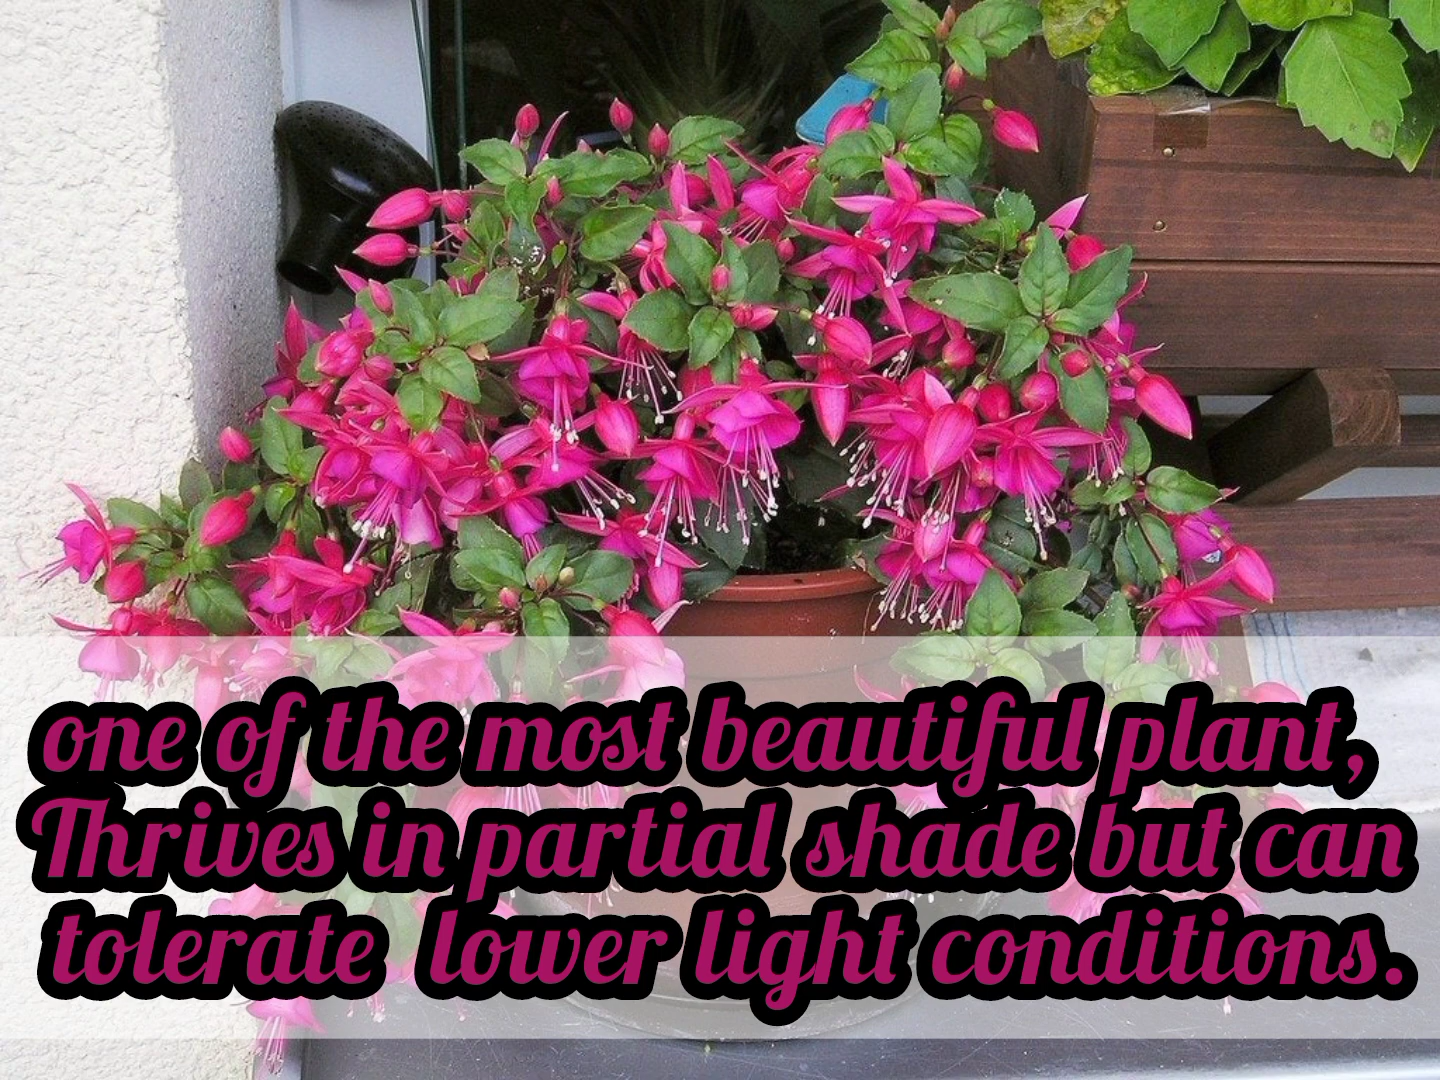 one of the most beautiful plant,
Thrives in partial shade but can
tolerate lower light conditions.